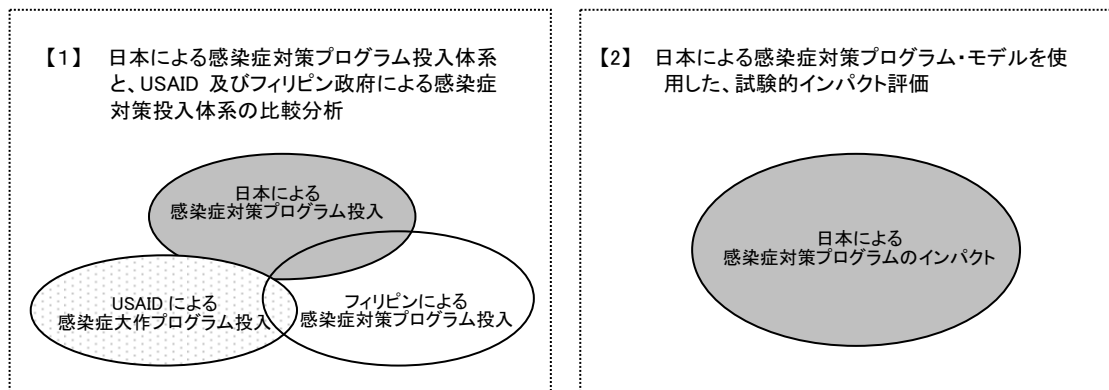 【1】 日本による感染症対策プログラム投入体系
と、USAID 及びフィリピン政府による感染症
対策投入体系の比較分析
日本による
感染症対策プログラム投入
USAID による
感染症大作プログラム投入
フィリピンによる
感染症対策プログラム投入
【2】 日本による感染症対策プログラム・モデルを使
用した、試験的インパクト評価
日本による
感染症対策プログラムのインパクト